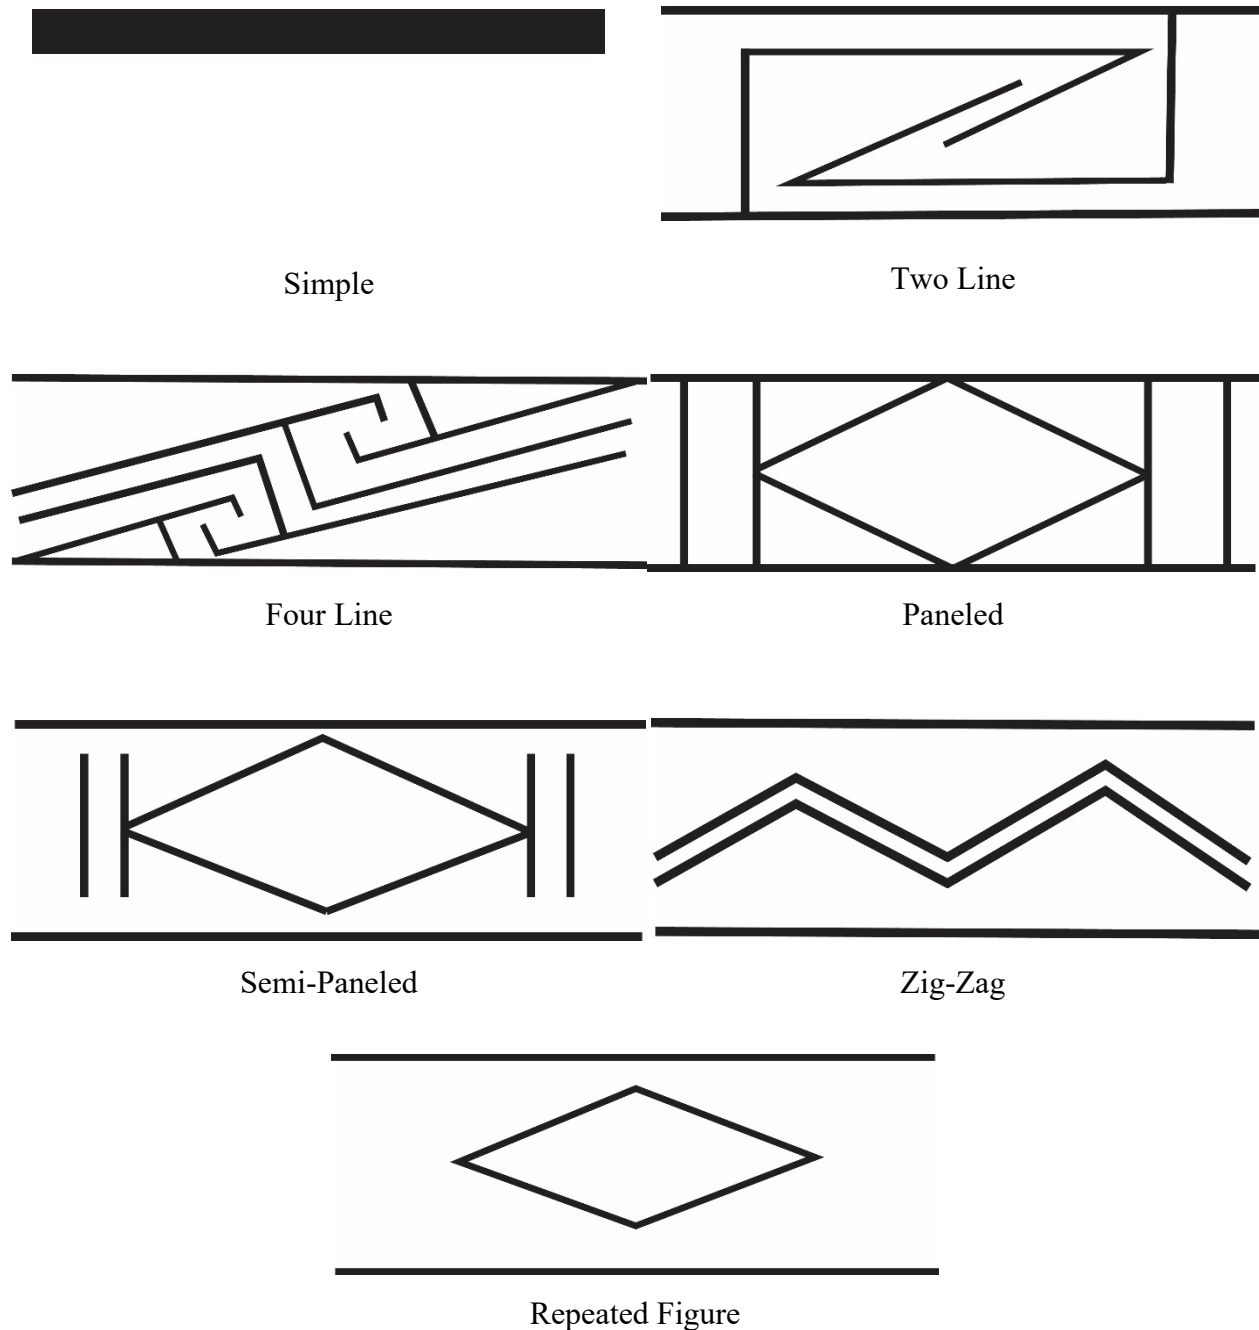 Simple
Two Line
Four Line
Paneled
Semi-Paneled
Zig-Zag
Repeated Figure